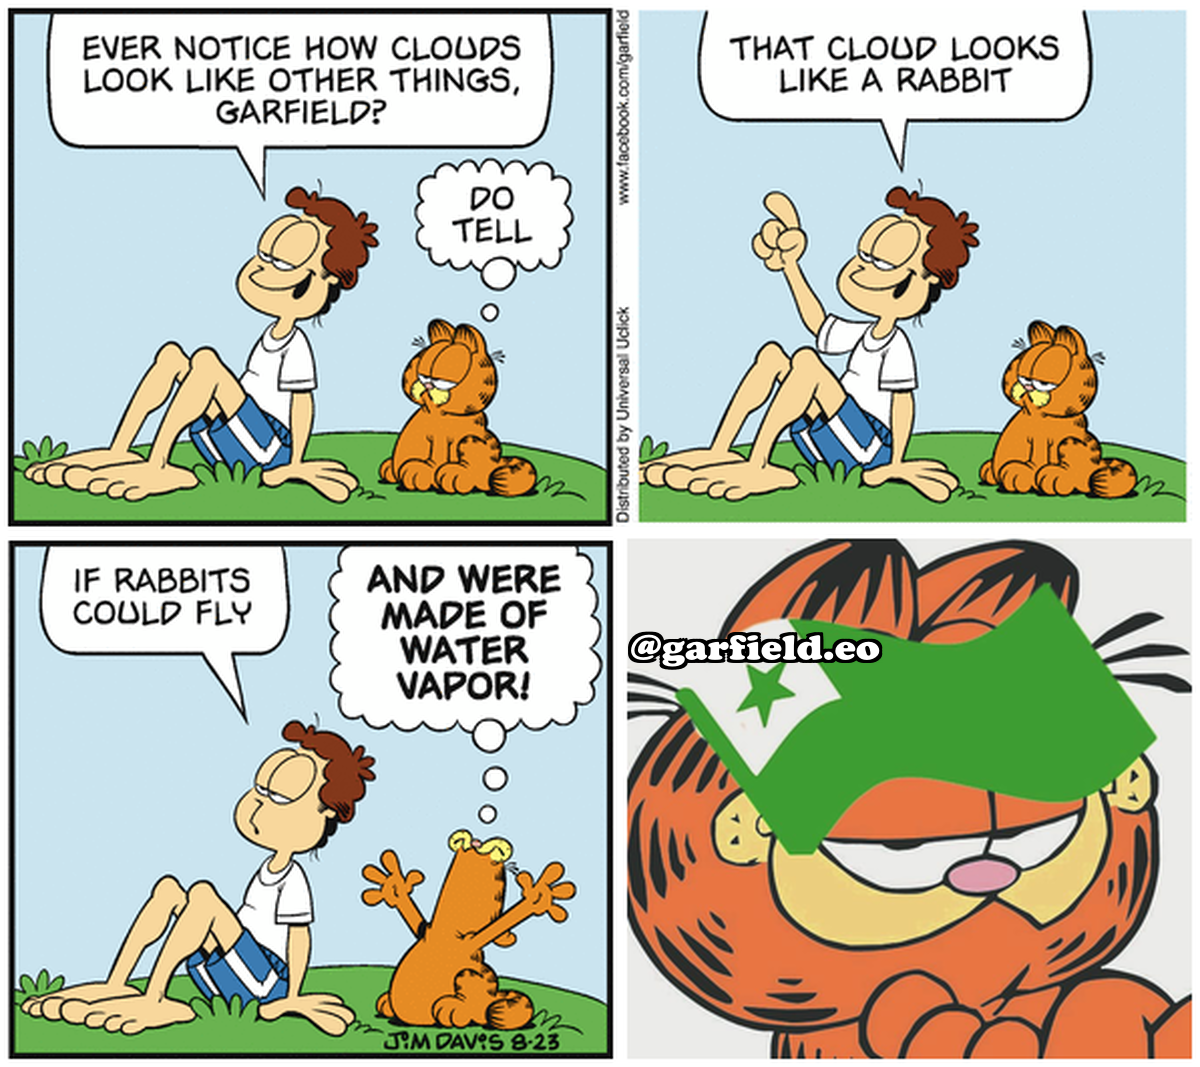 EVER NOTICE HOW CLOUDS
LOOK LIKE OTHER THINGS,
GARFIELD?
DO
TELL
www.facebook.com/garfield
Distributed by Universal Uclick
THAT CLOUD LOOKS
LIKE A RABBIT
IF RABBITS
COULD FLY
AND WERE
MADE OF
WATER
VAPOR!
JIM DAVIS 8-23
@garfield.eo